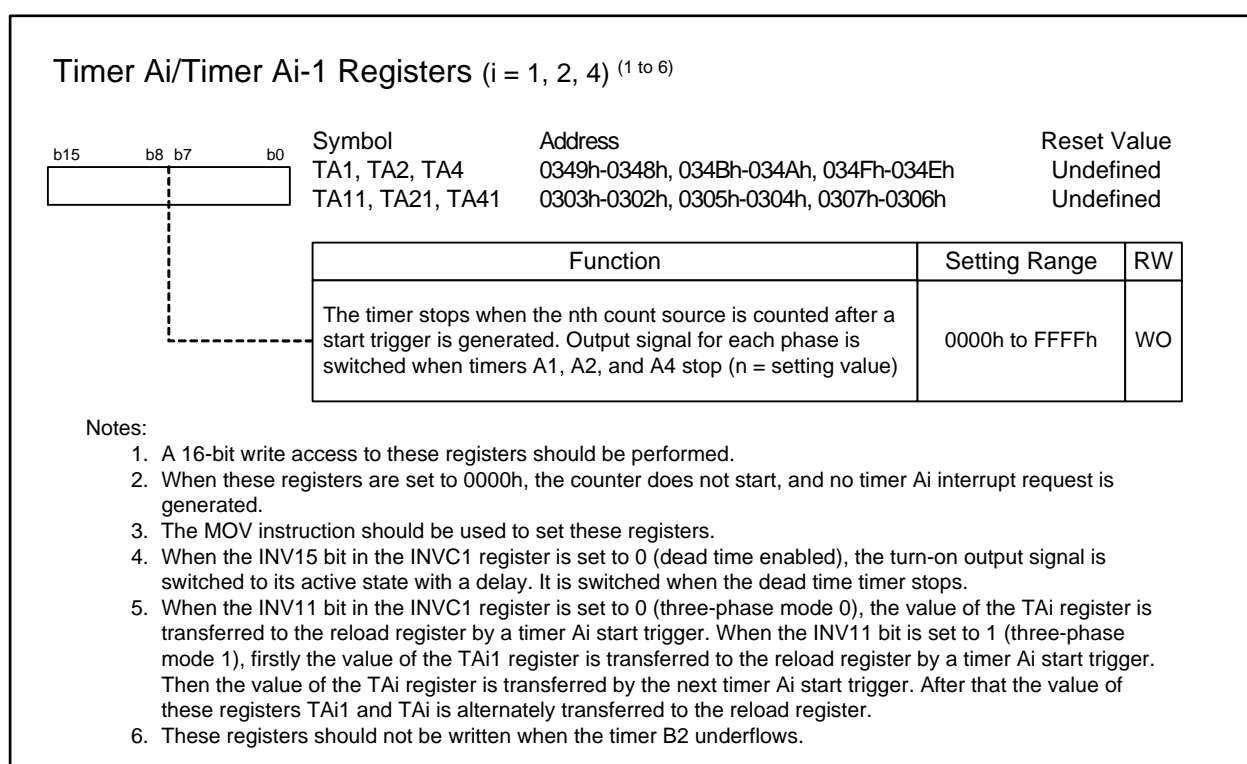 Timer Ai/Timer Ai-1 Registers (i = 1, 2, 4) (1 to 6)
b15 b8 b7 b0
Symbol Address Reset Value
TA1, TA2, TA4 0349h-0348h, 034Bh-034Ah, 034Fh-034Eh Undefined
TA11, TA21, TA41 0303h-0302h, 0305h-0304h, 0307h-0306h Undefined
Function Setting Range RW
The timer stops when the nth count source is counted after a
start trigger is generated. Output signal for each phase is
switched when timers A1, A2, and A4 stop (n = setting value)
0000h to FFFFh WO
Notes:
1. A 16-bit write access to these registers should be performed.
2. When these registers are set to 0000h, the counter does not start, and no timer Ai interrupt request is
generated.
3. The MOV instruction should be used to set these registers.
4. When the INV15 bit in the INVC1 register is set to 0 (dead time enabled), the turn-on output signal is
switched to its active state with a delay. It is switched when the dead time timer stops.
5. When the INV11 bit in the INVC1 register is set to 0 (three-phase mode 0), the value of the TAi register is
transferred to the reload register by a timer Ai start trigger. When the INV11 bit is set to 1 (three-phase
mode 1), firstly the value of the TAi1 register is transferred to the reload register by a timer Ai start trigger.
Then the value of the TAi register is transferred by the next timer Ai start trigger. After that the value of
these registers TAi1 and TAi is alternately transferred to the reload register.
6. These registers should not be written when the timer B2 underflows.